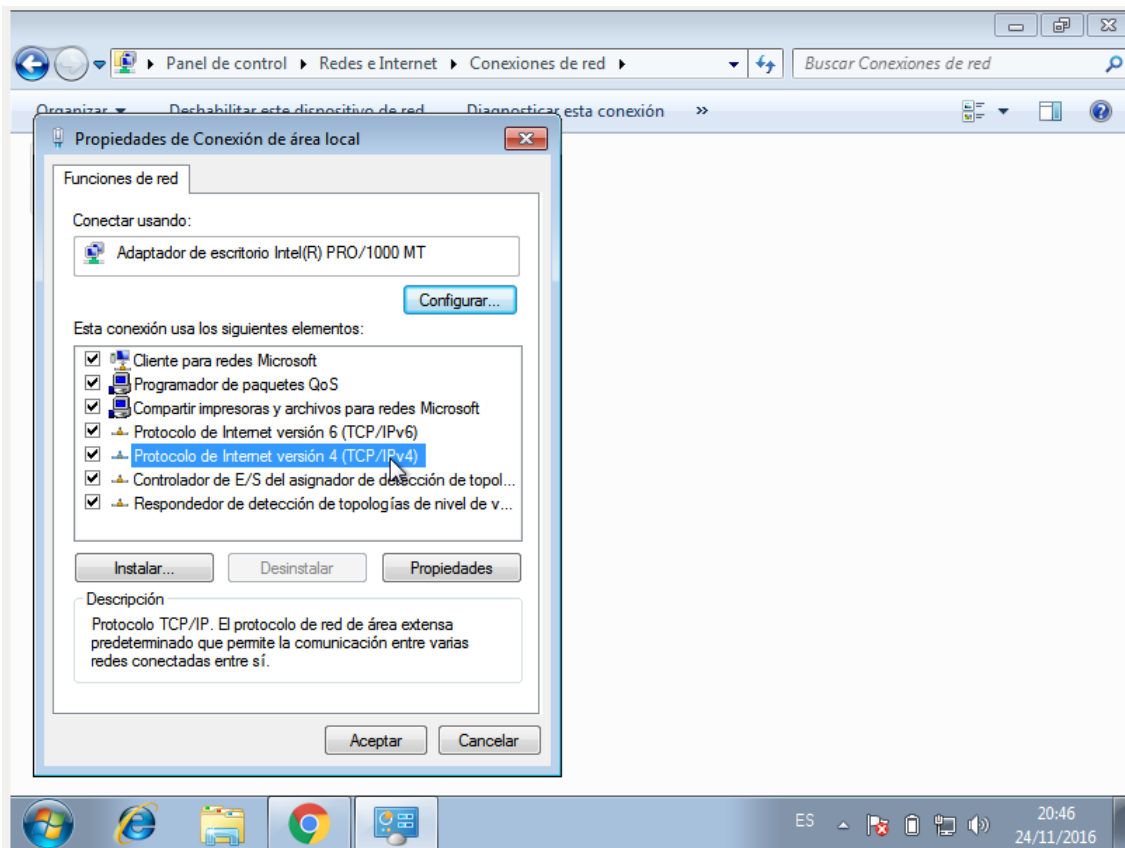 Panel de control Redes e Internet Conexiones de red Buscar Conexiones de red
Organizar Deshabilitar este dispositivo de red Diagnosticar esta conexión »
Propiedades de Conexión de área local
Funciones de red
Conectar usando:
Adaptador de escritorio Intel(R) PRO/1000 MT
Configurar...
Esta conexión usa los siguientes elementos:
Cliente para redes Microsoft
Programador de paquetes QoS
Compartir impresoras y archivos para redes Microsoft
Protocolo de Internet versión 6 (TCP/IPv6)
Protocolo de Internet versión 4 (TCP/IPv4)
Controlador de E/S del asignador de detección de topol...
Respondedor de detección de topologías de nivel de v...
Instalar... Desinstalar Propiedades
Descripción
Protocolo TCP/IP. El protocolo de red de área extensa
predeterminado que permite la comunicación entre varias
redes conectadas entre sí.
Aceptar Cancelar
ES 20:46
24/11/2016